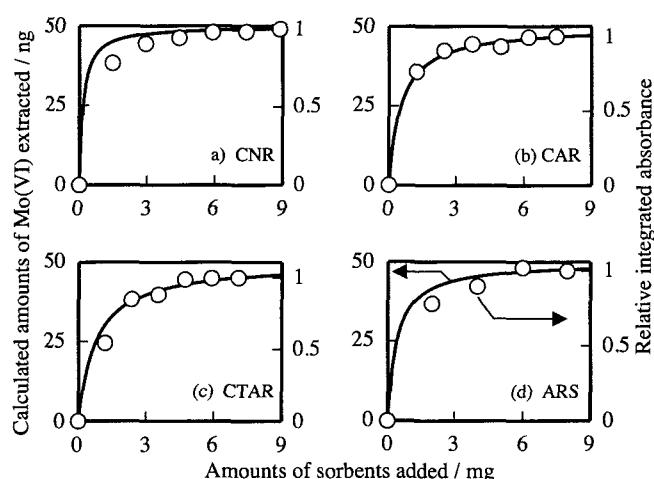 Calculated amounts of Mo(VI) extracted / ng
50
25
0
1
0.5
0
0 3 6 9
a) CNR
50
25
0
1
0.5
0
0 3 6 9
(b) CAR
Relative integrated absorbance
50
25
0
1
0.5
0
0 3 6 9
(c) CTAR
50
25
0
1
0.5
0
0 3 6 9
(d) ARS
Amounts of sorbents added / mg